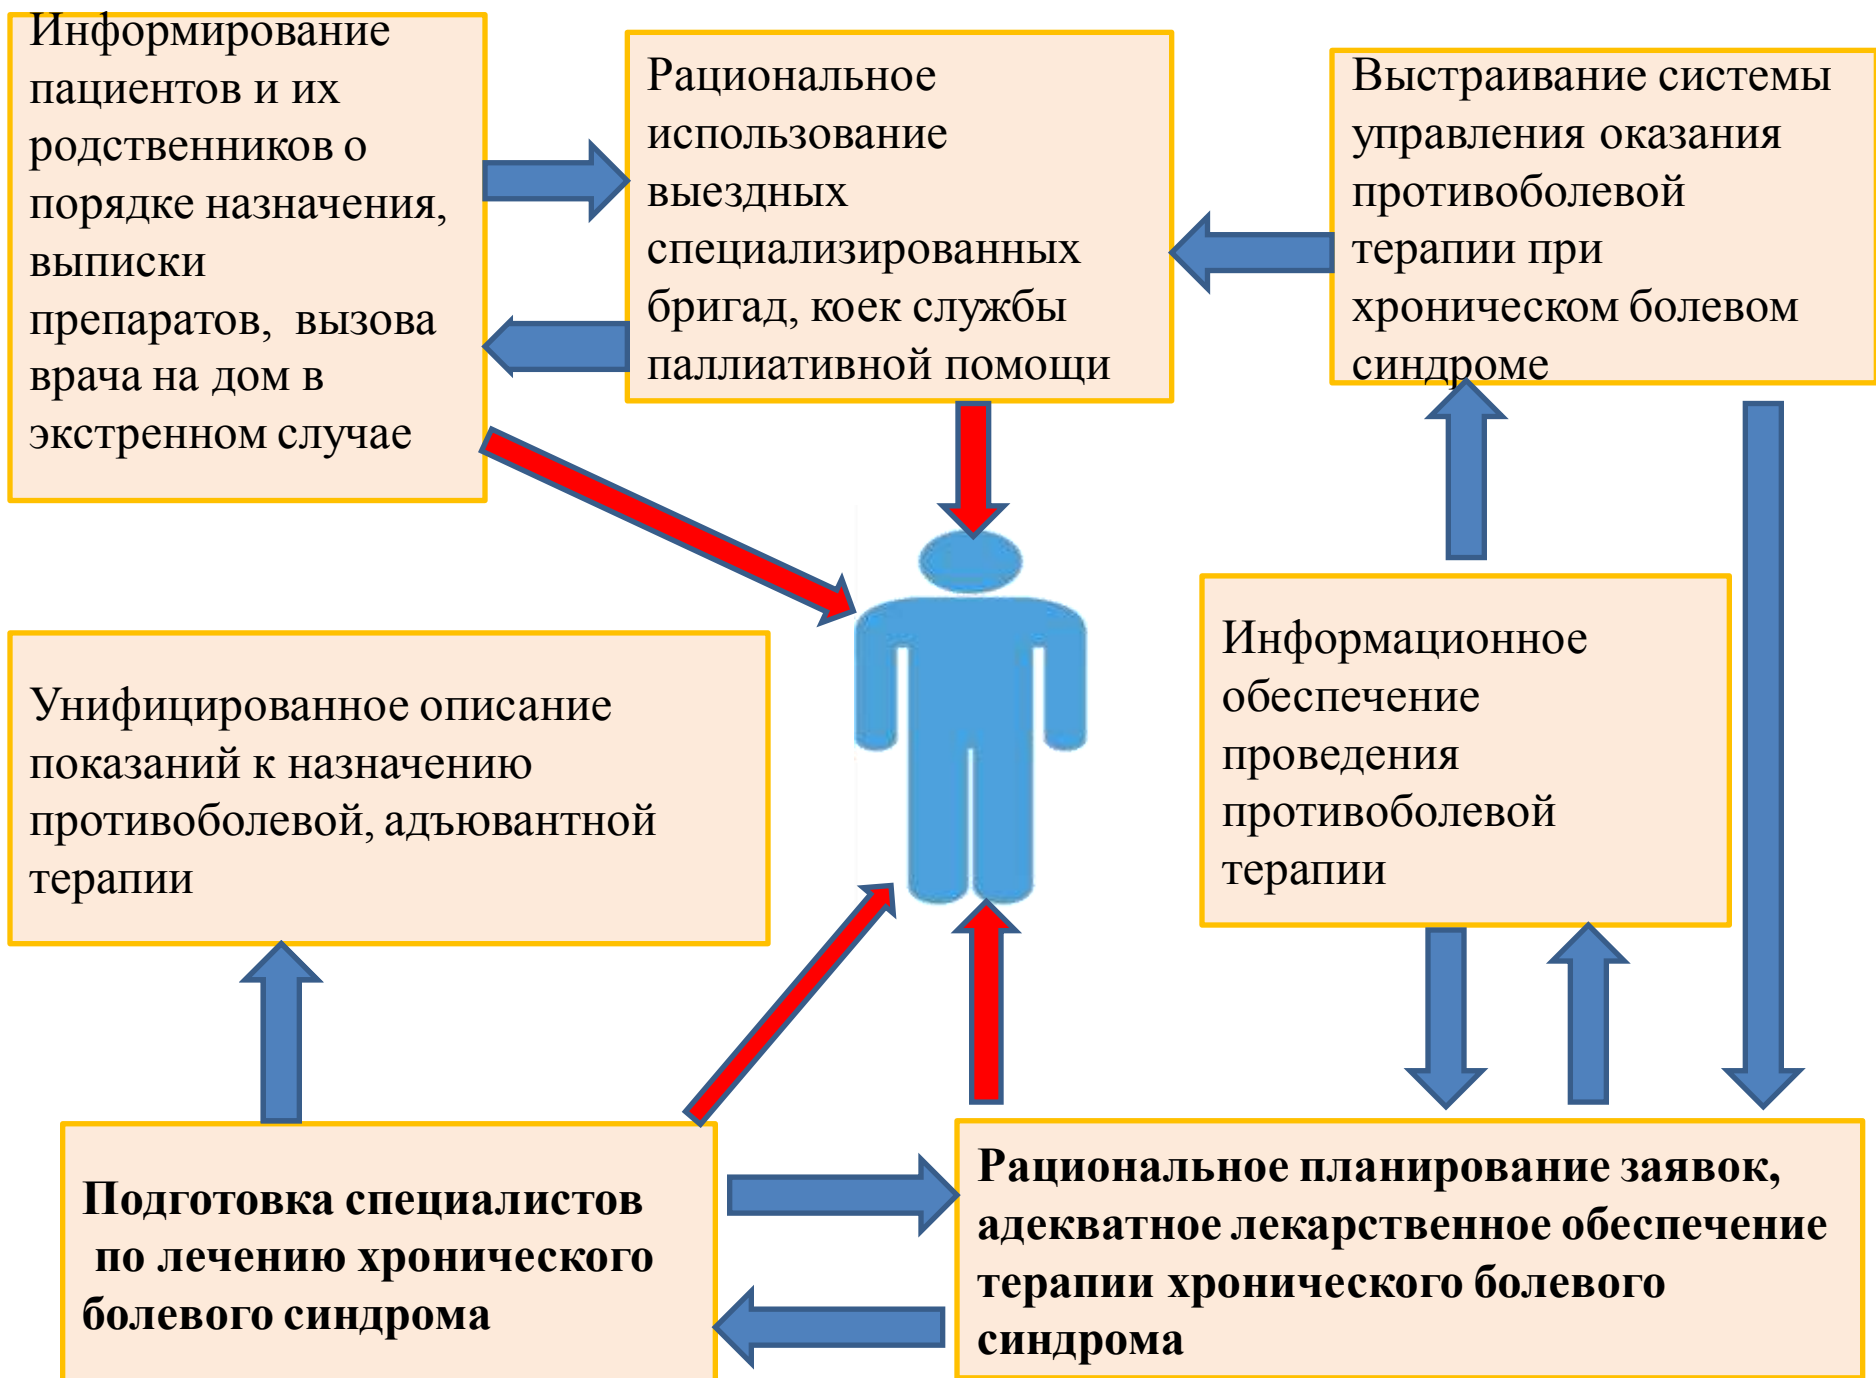 Информирование
пациентов и их
родственников о
порядке назначения,
выписки
препаратов, вызова
врача на дом в
экстренном случае
Рациональное
использование
выездных
специализированных
бригад, коек службы
паллиативной помощи
Выстраивание системы
управления оказания
противоболевой
терапии при
хроническом болевом
синдроме
Унифицированное описание
показаний к назначению
противоболевой, адъювантной
терапии
Информационное
обеспечение
проведения
противоболевой
терапии
Подготовка специалистов
по лечению хронического
болевого синдрома
Рациональное планирование заявок,
адекватное лекарственное обеспечение
терапии хронического болевого
синдрома